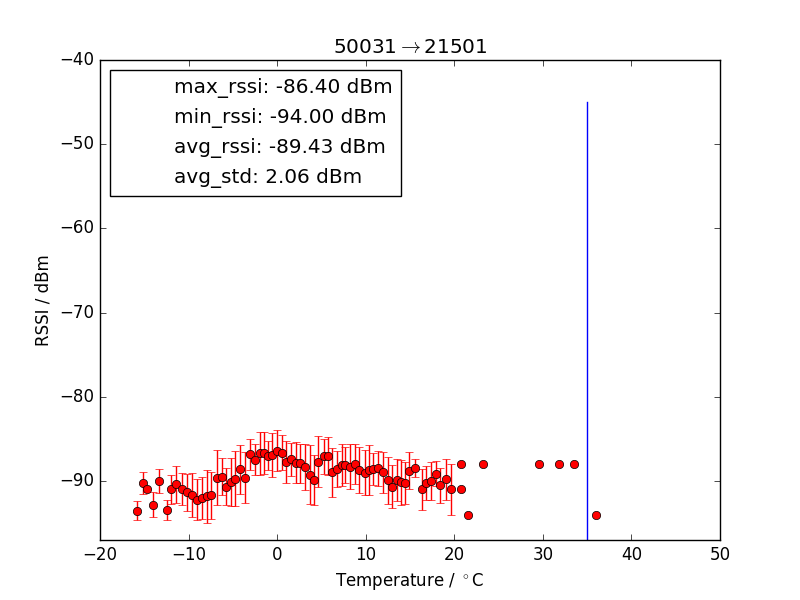 50031→21501
max_rssi: -86.40 dBm
min_rssi: -94.00 dBm
avg_rssi: -89.43 dBm
avg_std: 2.06 dBm
RSSI / dBm
−40
−50
−60
−70
−80
−90
−20 −10 0 10 20 30 40 50
Temperature / °C